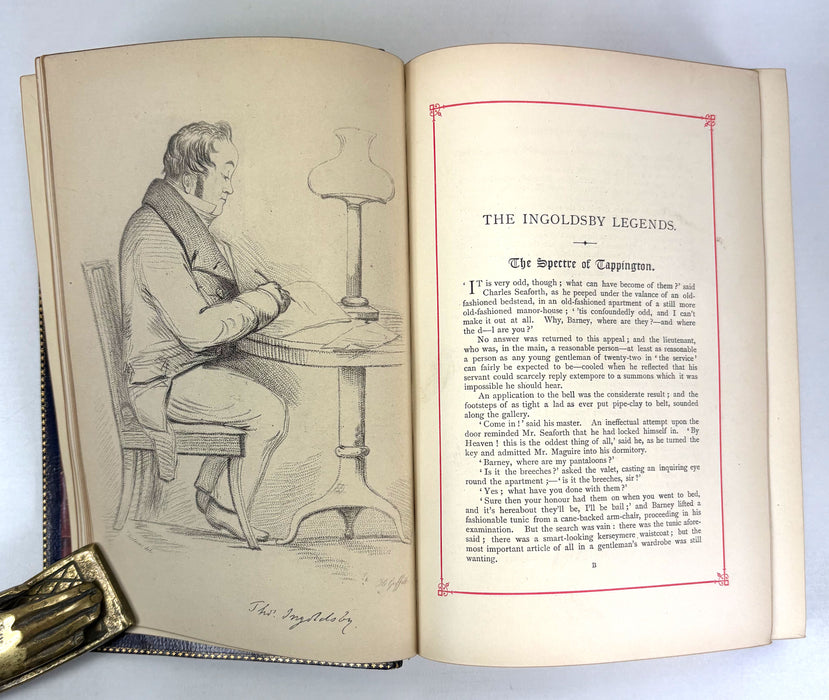 Thos. Ingoldsby.
THE INGOLDSBY LEGENDS.
The Spectre of Tappington.
‘IT is very odd, though; what can have become of them?’ said
Charles Seaforth, as he peeped under the valance of an old-
fashioned bedstead, in an old-fashioned apartment of a still more
old-fashioned manor-house; ‘’tis confoundedly odd, and I can’t
make it out at all. Why, Barney, where are they?—and where
the d—l are you?’
No answer was returned to this appeal; and the lieutenant,
who was, in the main, a reasonable person—at least as reasonable
a person as any young gentleman of twenty-two in ‘the service’
can fairly be expected to be—cooled when he reflected that his
servant could scarcely reply extempore to a summons which it was
impossible he should hear.
An application to the bell was the considerate result; and the
footsteps of as tight a lad as ever put pipe-clay to belt, sounded
along the gallery.
‘Come in!’ said his master. An ineffectual attempt upon the
door reminded Mr. Seaforth that he had locked himself in. ‘By
Heaven! this is the oddest thing of all,’ said he, as he turned the
key and admitted Mr. Maguire into his dormitory.
‘Barney, where are my pantaloons?’
‘Is it the breeches?’ asked the valet, casting an inquiring eye
round the apartment;—‘is it the breeches, sir?’
‘Yes; what have you done with them?’
‘Sure then your honour had them on when you went to bed,
and it’s hereabout they’ll be, I’ll be bail;’ and Barney lifted a
fashionable tunic from a cane-backed arm-chair, proceeding in his
examination. But the search was vain: there was the tunic afore-
said; there was a smart-looking kerseymere waistcoat; but the
most important article of all in a gentleman’s wardrobe was still
wanting.
B